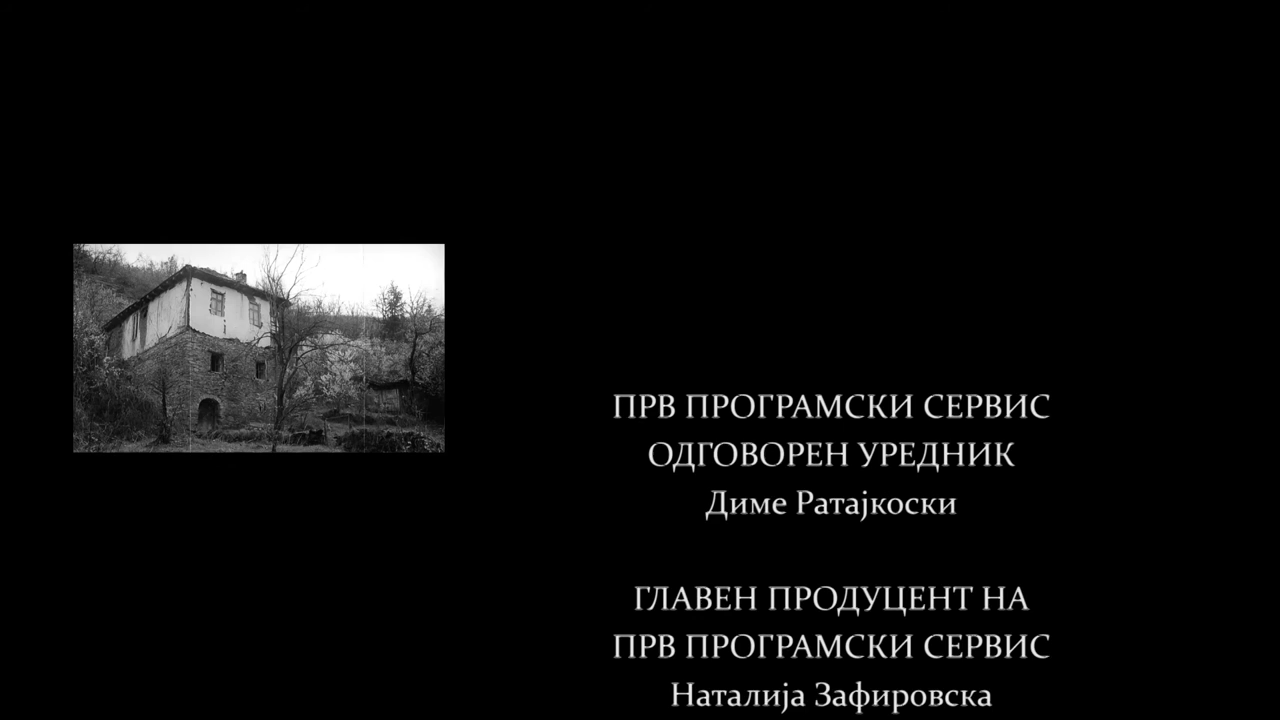 ПРВ ПРОГРАМСКИ СЕРВИС
ОДГОВОРЕН УРЕДНИК
Диме Ратајкоски
ГЛАВЕН ПРОДУЦЕНТ НА
ПРВ ПРОГРАМСКИ СЕРВИС
Наталија Зафировска